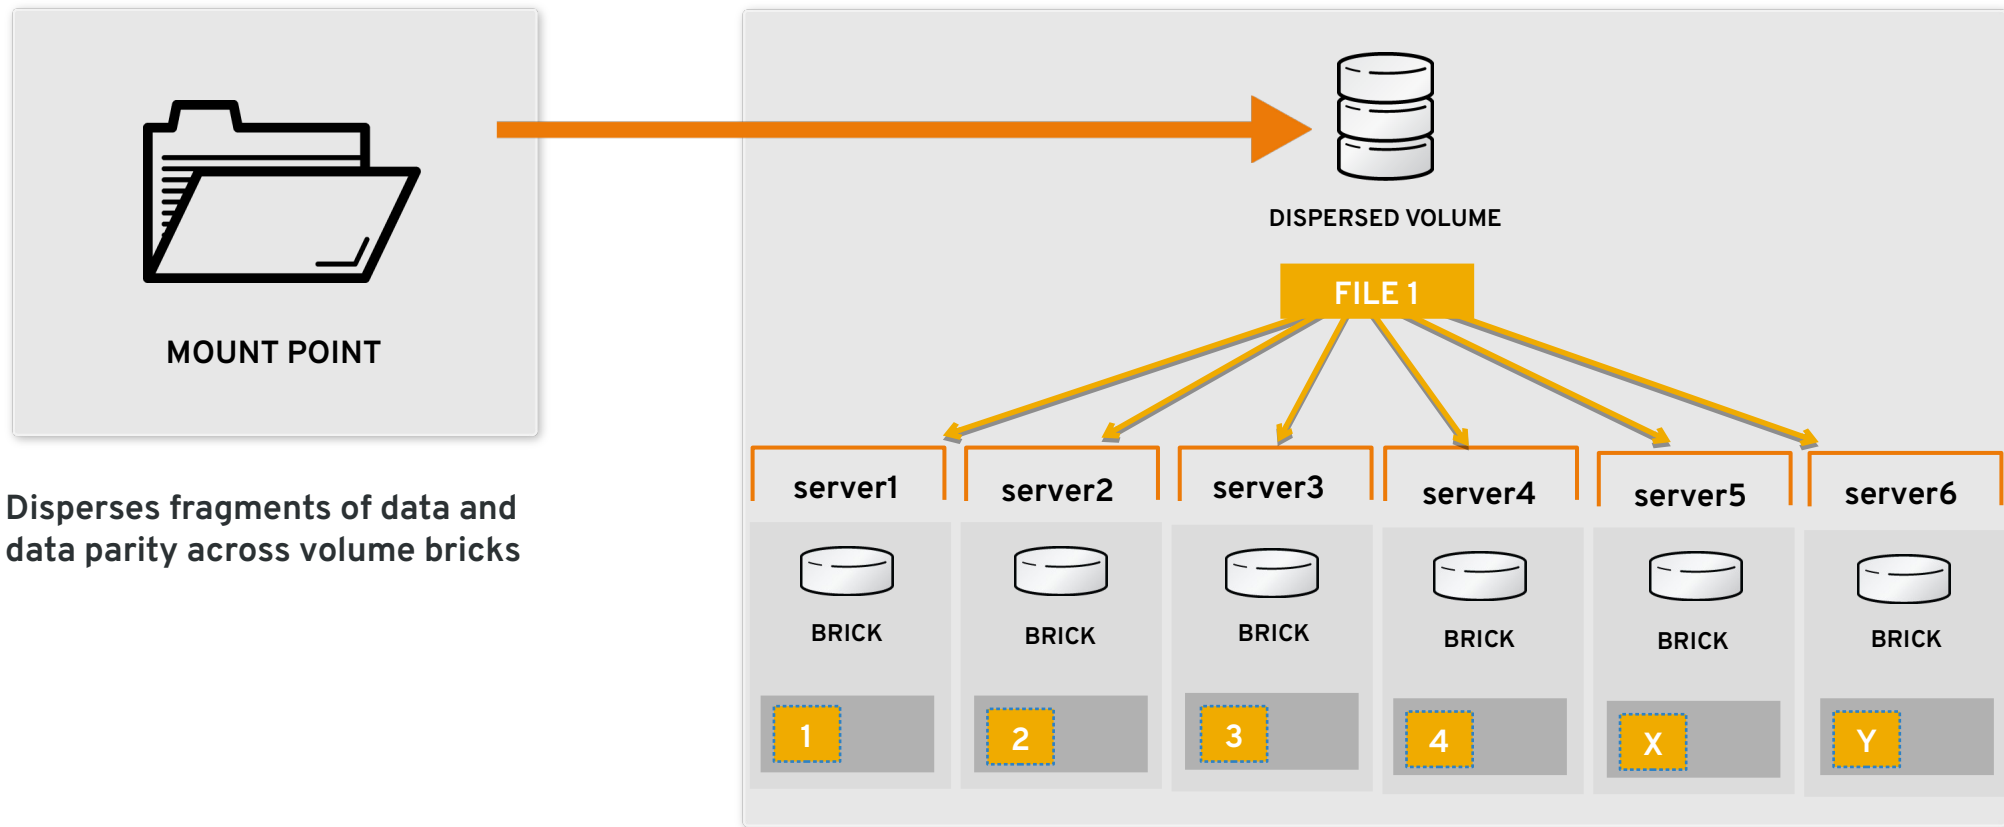 MOUNT POINT
Disperses fragments of data and
data parity across volume bricks
DISPERSED VOLUME
FILE 1
server1
server2
server3
server4
server5
server6
BRICK
BRICK
BRICK
BRICK
BRICK
BRICK
1
2
3
4
X
Y